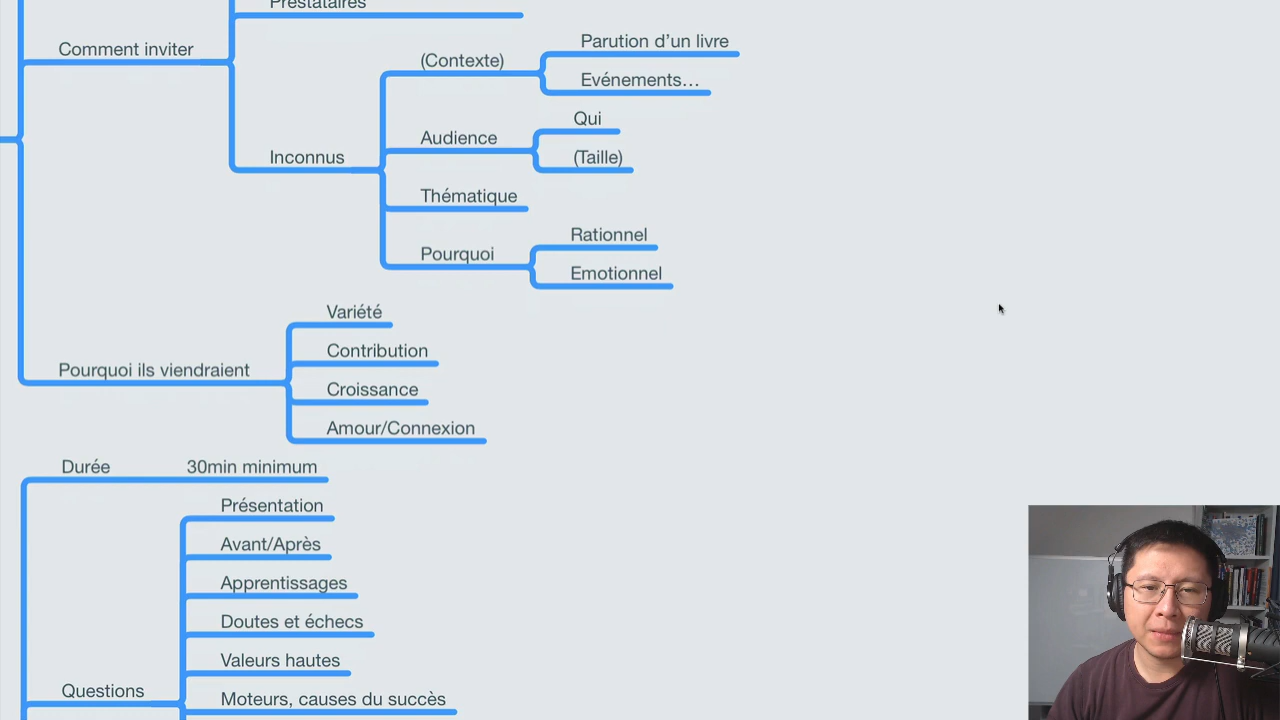 Prestataires
Comment inviter
(Contexte)
Parution d’un livre
Evénements…
Inconnus
Audience
Qui
(Taille)
Thématique
Pourquoi
Rationnel
Emotionnel
Pourquoi ils viendraient
Variété
Contribution
Croissance
Amour/Connexion
Durée
30min minimum
Questions
Présentation
Avant/Après
Apprentissages
Doutes et échecs
Valeurs hautes
Moteurs, causes du succès